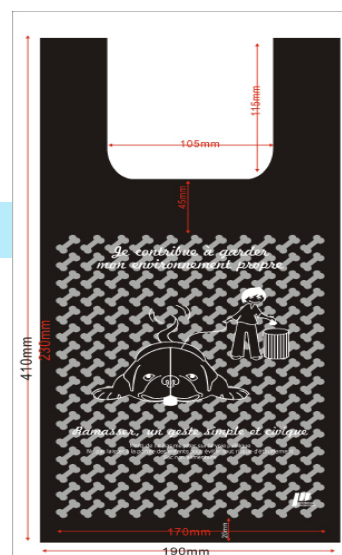 115mm
105mm
45mm
Je contribue à garder
mon environnement propre
230mm
410mm
Ramasser, un geste simple et civique
20mm
170mm
190mm